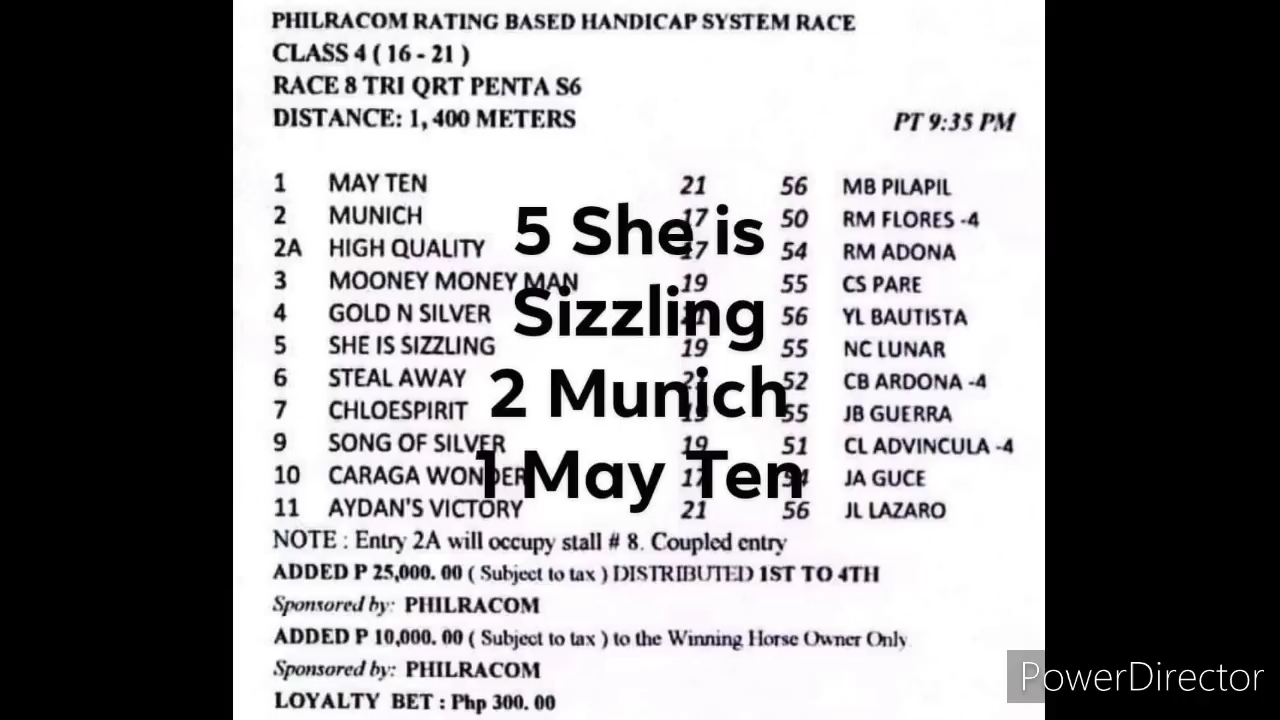 PHILRACOM RATING BASED HANDICAP SYSTEM RACE
CLASS 4 ( 16 - 21 )
RACE 8 TRI QRT PENTA S6
DISTANCE: 1, 400 METERS PT 9:35 PM
1 MAY TEN 21 56 MB PILAPIL
2 MUNICH 17 50 RM FLORES -4
2A HIGH QUALITY 17 54 RM ADONA
3 MOONEY MONEY MAN 19 55 CS PARE
4 GOLD N SILVER 56 YL BAUTISTA
5 SHE IS SIZZLING 19 55 NC LUNAR
6 STEAL AWAY 52 CB ARDONA -4
7 CHLOESPIRIT 19 55 JB GUERRA
9 SONG OF SILVER 19 51 CL ADVINCULA -4
10 CARAGA WONDER 17 54 JA GUCE
11 AYDAN'S VICTORY 21 56 JL LAZARO
NOTE : Entry 2A will occupy stall # 8. Coupled entry
ADDED P 25,000. 00 ( Subject to tax ) DISTRIBUTED 1ST TO 4TH
Sponsored by: PHILRACOM
ADDED P 10,000. 00 ( Subject to tax ) to the Winning Horse Owner Only
Sponsored by: PHILRACOM
LOYALTY BET : Php 300. 00
5 She is
Sizzling
2 Munich
1 May Ten
PowerDirector